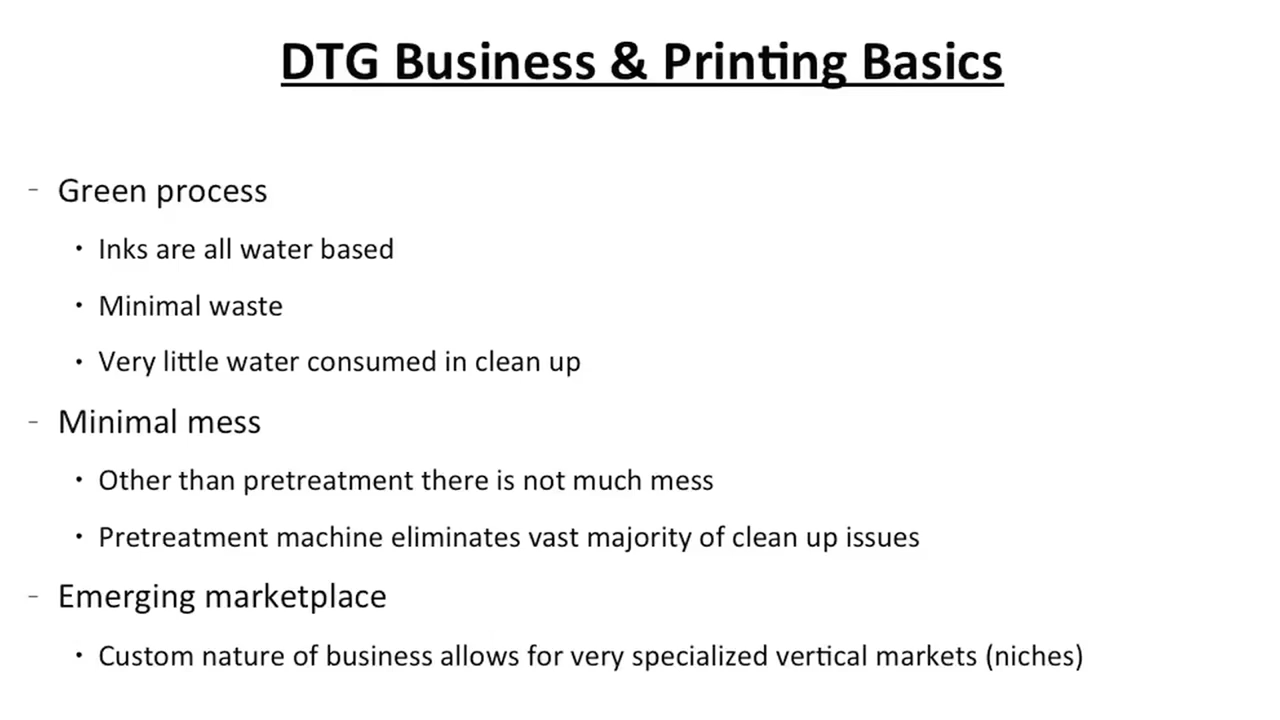 DTG Business & Printing Basics
- Green process
• Inks are all water based
• Minimal waste
• Very little water consumed in clean up
- Minimal mess
• Other than pretreatment there is not much mess
• Pretreatment machine eliminates vast majority of clean up issues
- Emerging marketplace
• Custom nature of business allows for very specialized vertical markets (niches)